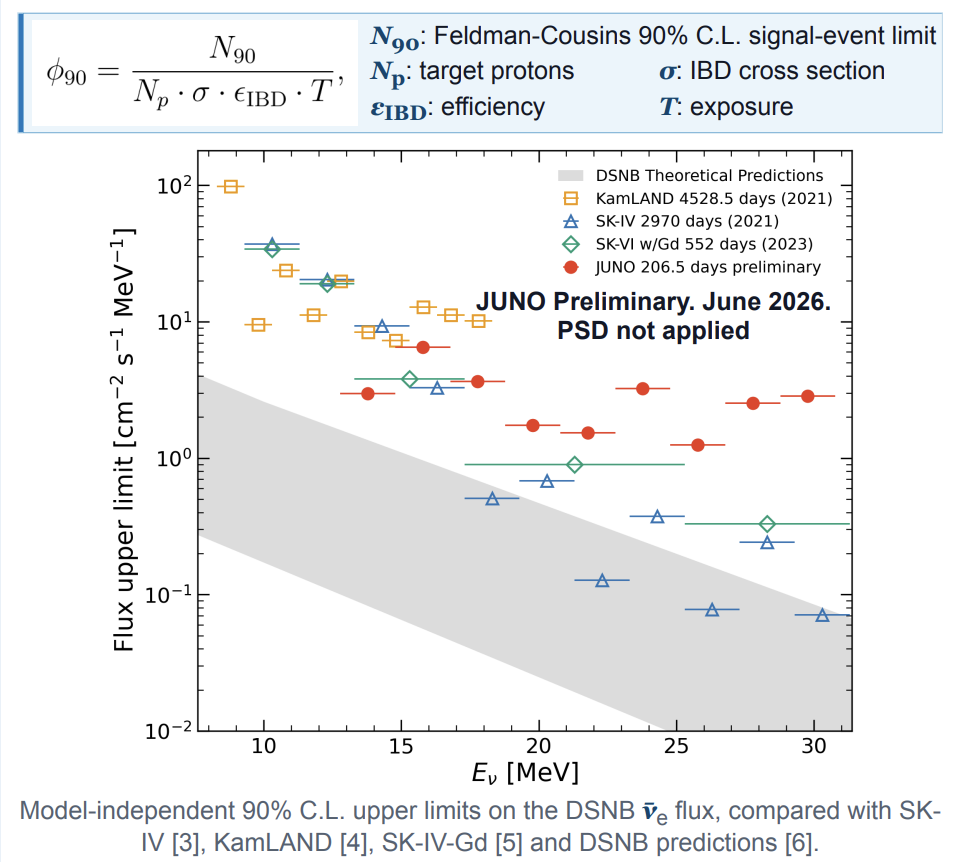 ϕ₉₀ = N₉₀ / (Nₚ · σ · ϵ_IBD · T),
N₉₀: Feldman-Cousins 90% C.L. signal-event limit
Nₚ: target protons σ: IBD cross section
ε_IBD: efficiency T: exposure
DSNB Theoretical Predictions
KamLAND 4528.5 days (2021)
SK-IV 2970 days (2021)
SK-VI w/Gd 552 days (2023)
JUNO 206.5 days preliminary
JUNO Preliminary. June 2026.
PSD not applied
Flux upper limit [cm⁻² s⁻¹ MeV⁻¹]
10²
10¹
10⁰
10⁻¹
10⁻²
10 15 20 25 30
Eᵥ [MeV]
Model-independent 90% C.L. upper limits on the DSNB ν̄ₑ flux, compared with SK-
IV [3], KamLAND [4], SK-IV-Gd [5] and DSNB predictions [6].